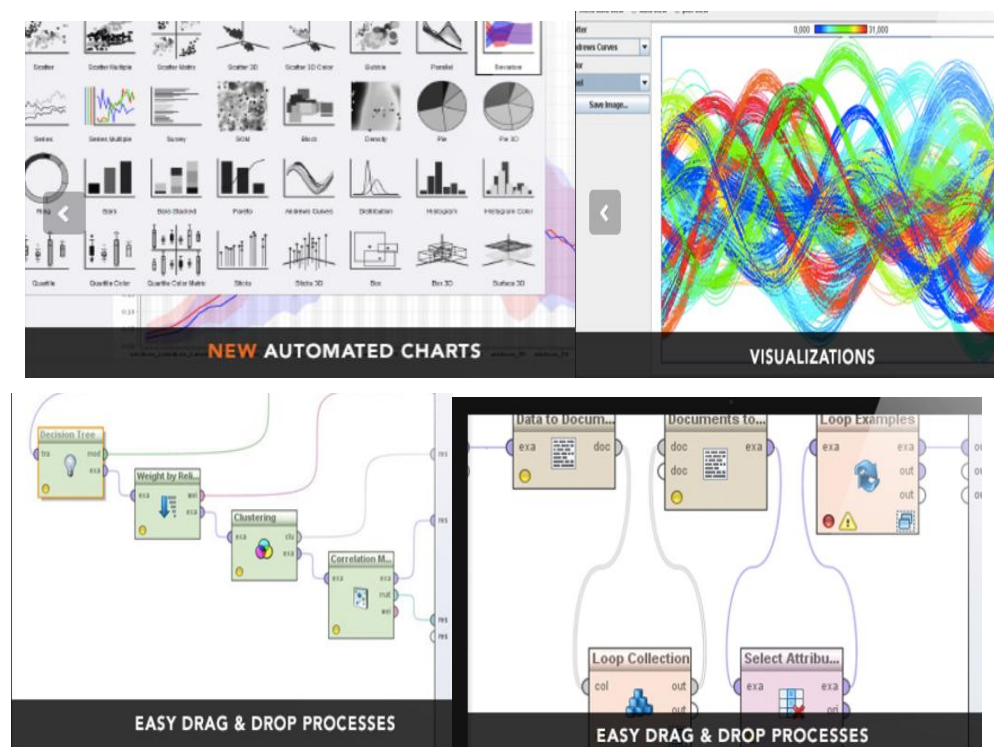 Scatter Scatter Multiple Scatter Matrix Scatter 3D Scatter 3D Color Bubble Parallel Deviation
Series Series Multiple Survey SOM Block Density Pie Pie 3D
Ring Bars Bars Stacked Pareto Andrews Curves Distribution Histogram Histogram Color
Quartile Quartile Color Quartile Color Matrix Sticks Sticks 3D Box Box 3D Surface 3D
NEW AUTOMATED CHARTS
0,000 31,000
Save Image...
VISUALIZATIONS
Decision Tree
tra mod
exa
res
Weight by Reli...
exa wei
exa
Clustering
exa clu
exa
res
Correlation M...
exa exa
mat
wei
res
res
EASY DRAG & DROP PROCESSES
Data to Docum...
exa doc
Documents to...
doc exa
doc
Loop Examples
exa exa
out
out
Loop Collection
col out
out
Select Attribu...
exa exa
ori
EASY DRAG & DROP PROCESSES